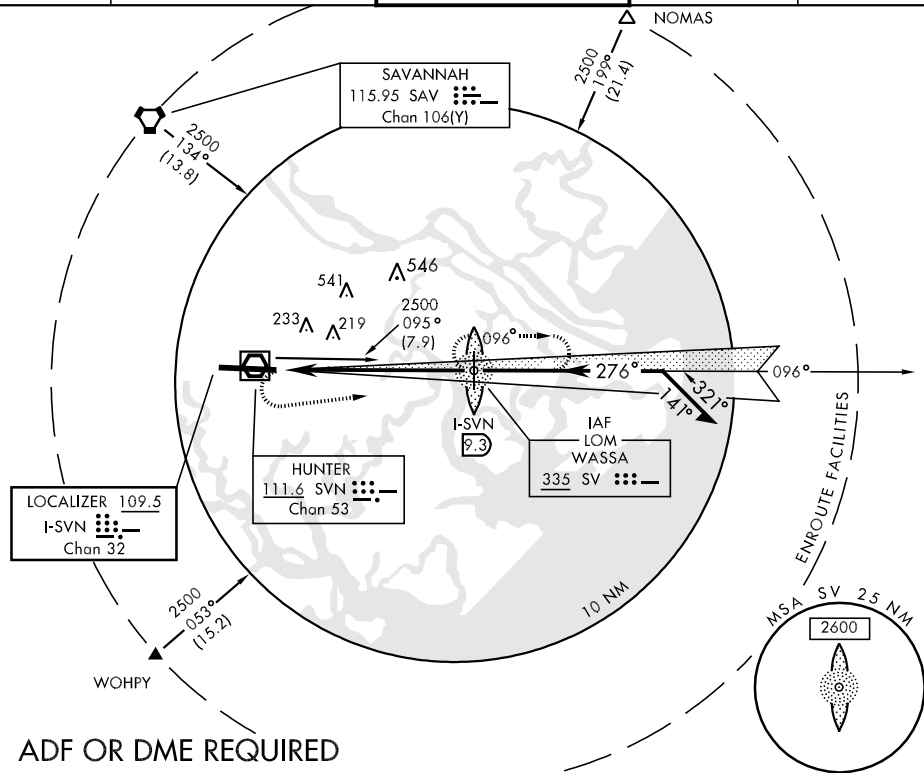 NOMAS
2500
199°
(21.4)
SAVANNAH
115.95 SAV
Chan 106(Y)
2500
134°
(13.8)
546
541
233
219
2500
095°
(7.9)
096°
276°
096°
321°
141°
I-SVN
9.3
IAF
LOM
WASSA
335 SV
HUNTER
111.6 SVN
Chan 53
LOCALIZER 109.5
I-SVN
Chan 32
ENROUTE FACILITIES
10 NM
2500
053°
(15.2)
WOHPY
MSA SV 25 NM
2600
ADF OR DME REQUIRED